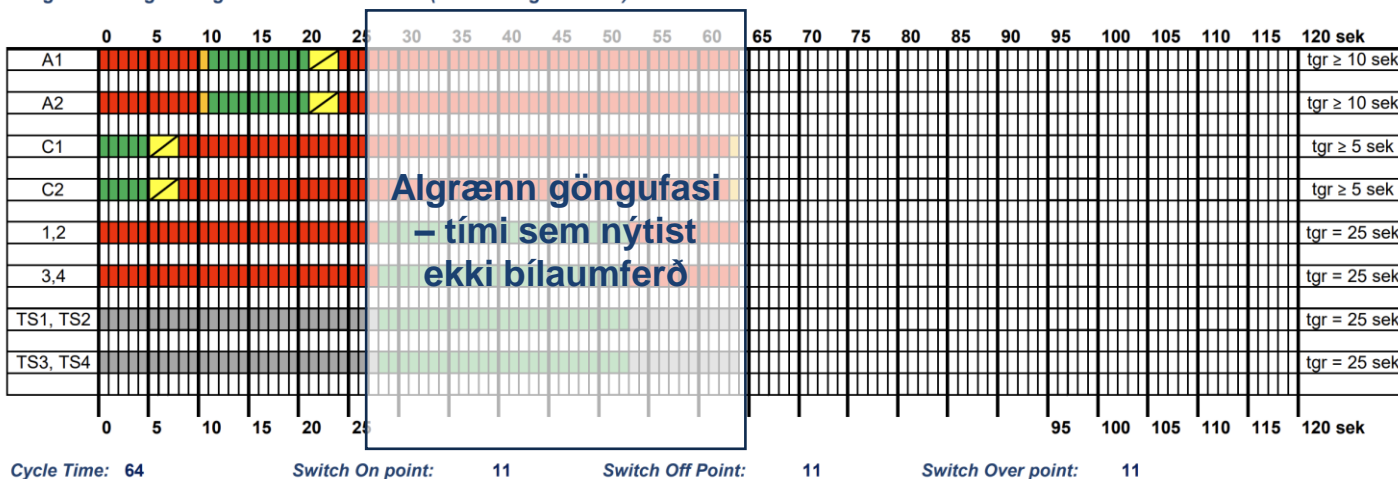 0 5 10 15 20 25 30 35 40 45 50 55 60 65 70 75 80 85 90 95 100 105 110 115 120 sek
A1 tgr ≥ 10 sek
A2 tgr ≥ 10 sek
C1 tgr ≥ 5 sek
C2 tgr ≥ 5 sek
Algrænn göngufasi
– tími sem nýtist
ekki bílaumferð
1,2 tgr = 25 sek
3,4 tgr = 25 sek
TS1, TS2 tgr = 25 sek
TS3, TS4 tgr = 25 sek
0 5 10 15 20 25 95 100 105 110 115 120 sek
Cycle Time: 64 Switch On point: 11 Switch Off Point: 11 Switch Over point: 11